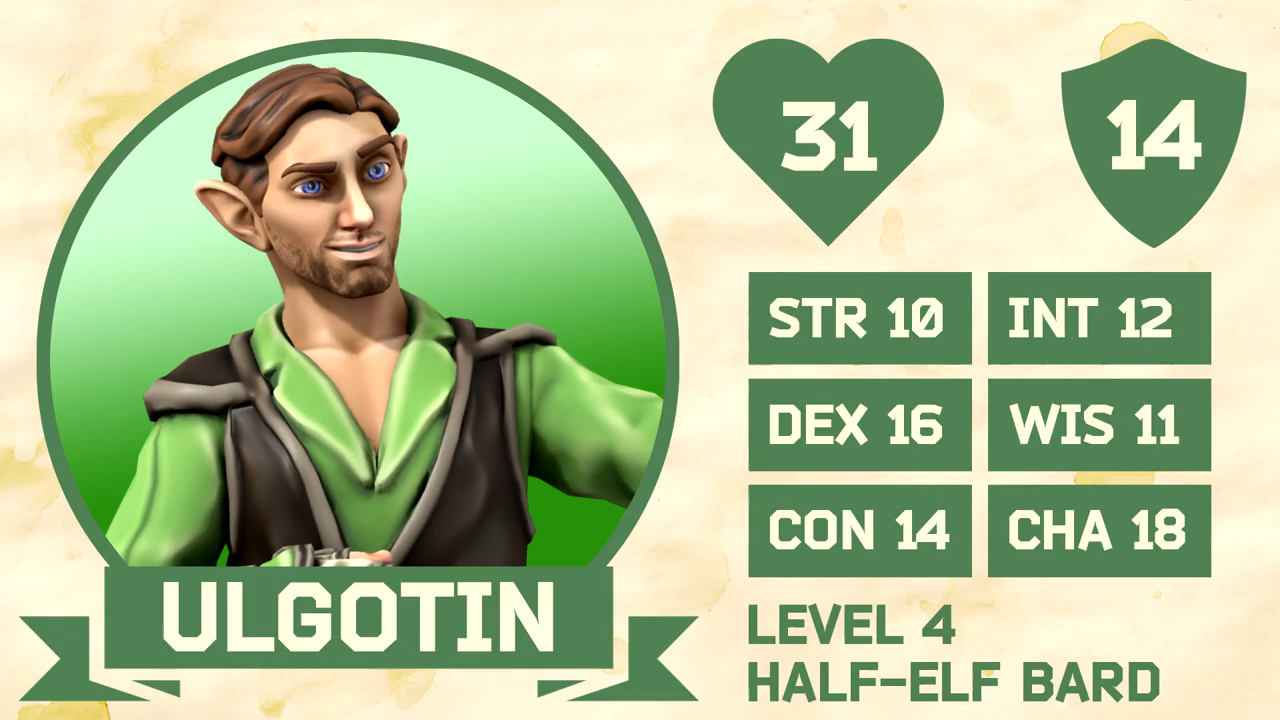 31
14
STR 10
INT 12
DEX 16
WIS 11
CON 14
CHA 18
ULGOTIN
LEVEL 4
HALF-ELF BARD